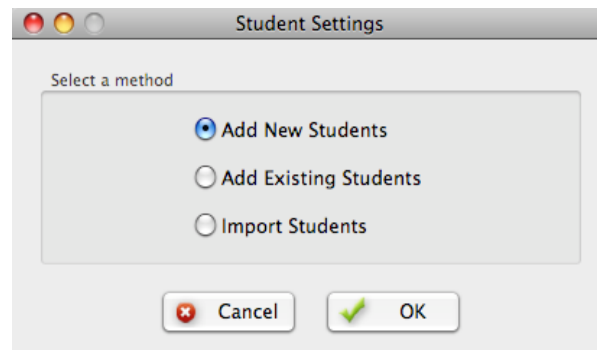 Student Settings
Select a method
Add New Students
Add Existing Students
Import Students
Cancel OK